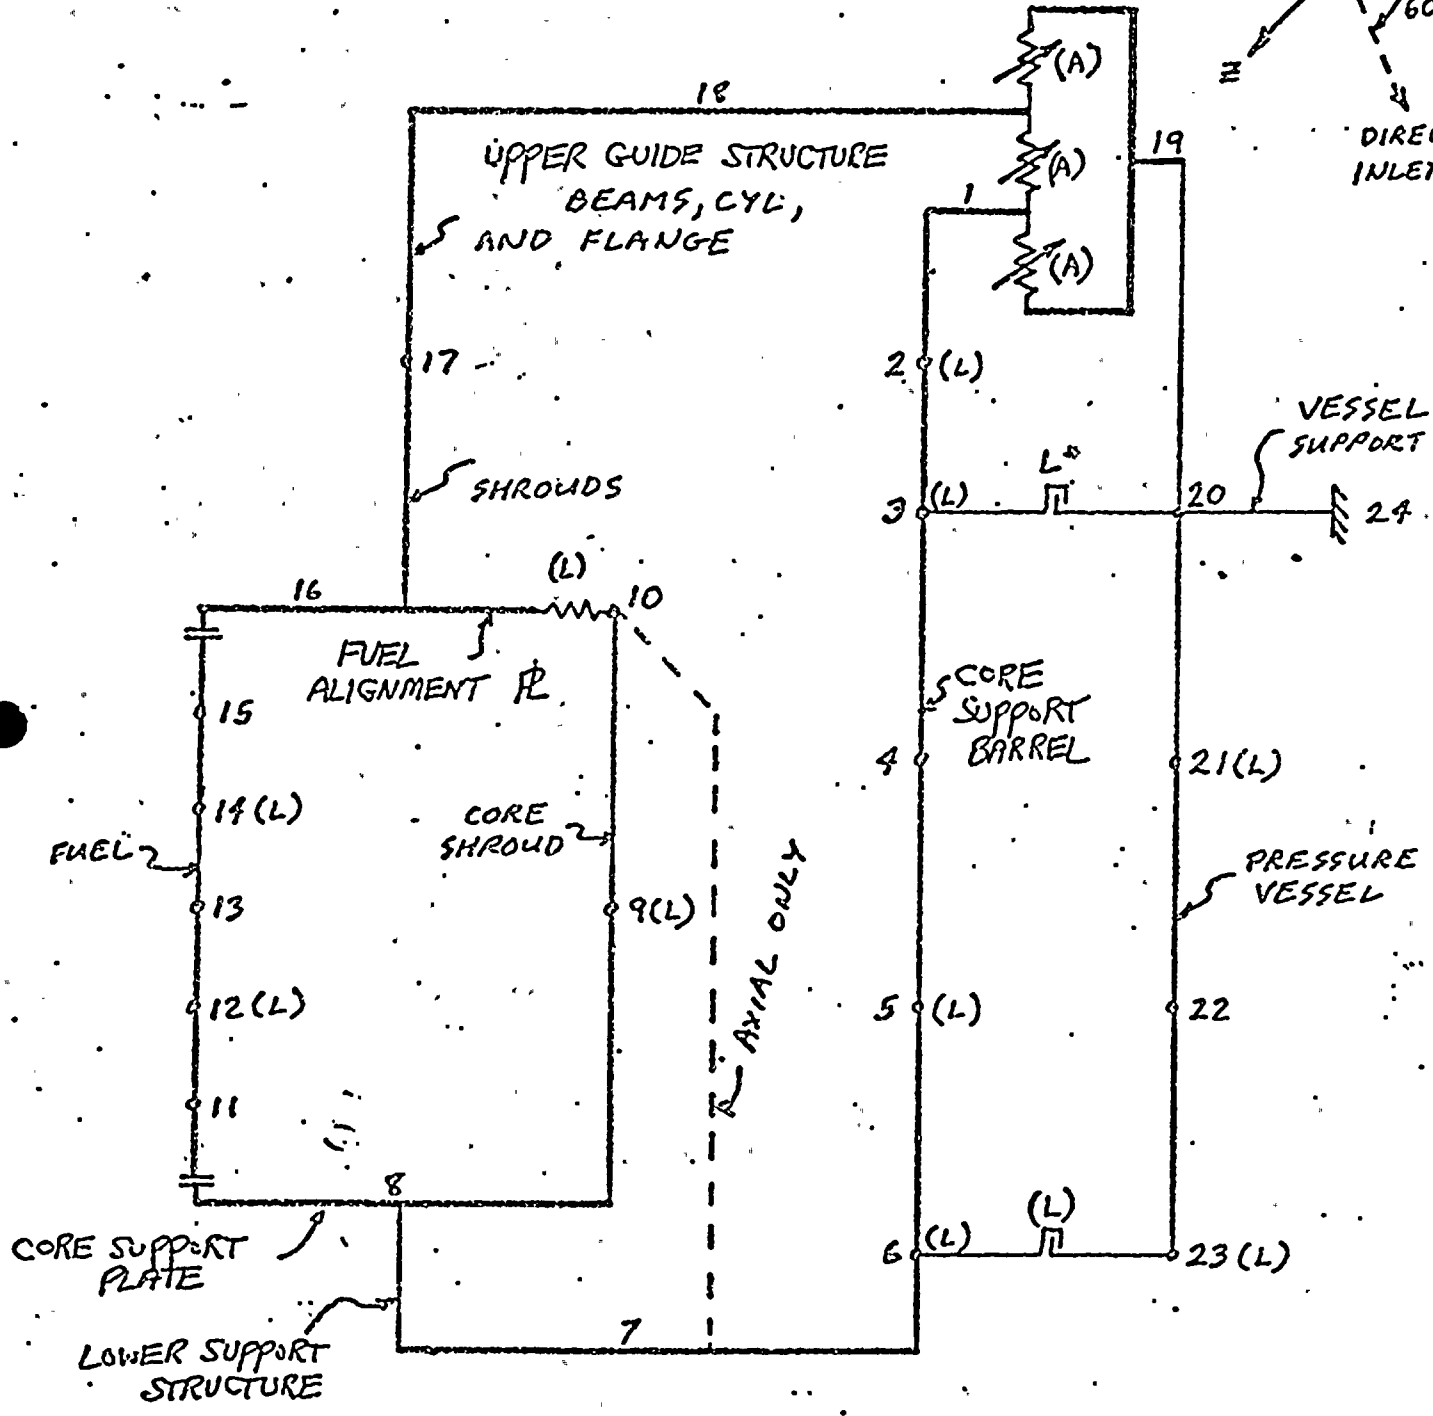 60
(A)
Z
18
DIREC
INLET
19
UPPER GUIDE STRUCTURE
BEAMS, CYL,
AND FLANGE
(A)
1
(A)
17
2 (L)
VESSEL
SUPPORT
SHROUDS
L*
3 (L)
20
24
(L)
16
10
FUEL
ALIGNMENT PL
CORE
SUPPORT
BARREL
15
4
21(L)
14(L)
CORE
SHROUD
FUEL
PRESSURE
VESSEL
13
9(L)
AXIAL ONLY
12(L)
5 (L)
22
11
8
(L)
6 (L)
23(L)
CORE SUPPORT
PLATE
7
LOWER SUPPORT
STRUCTURE